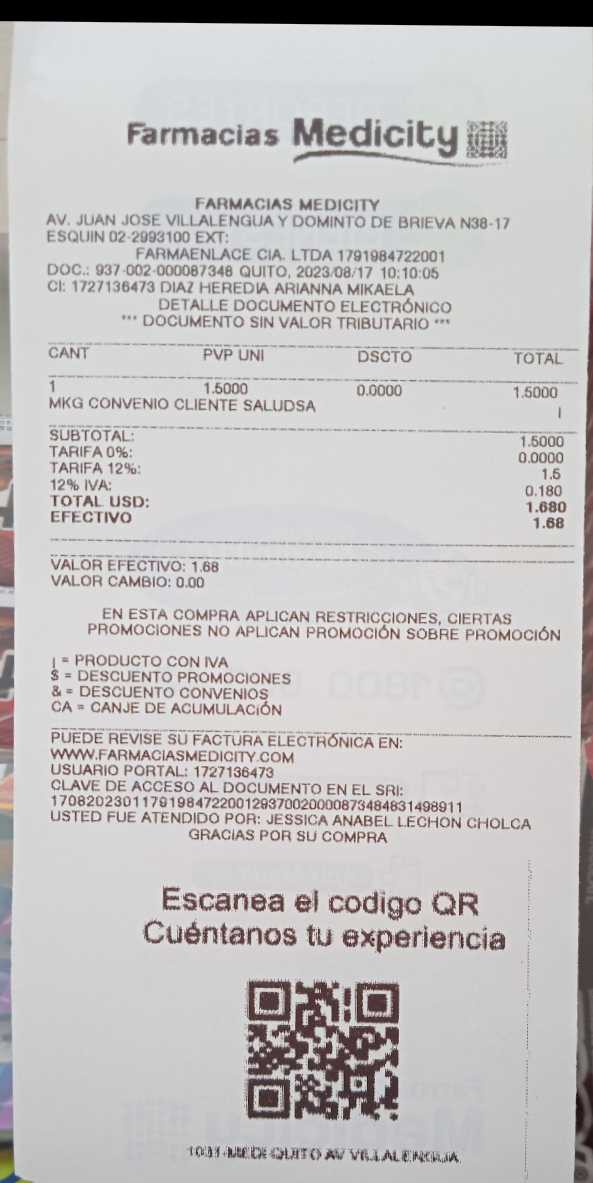 Farmacias Medicity
FARMACIAS MEDICITY
AV. JUAN JOSE VILLALENGUA Y DOMINTO DE BRIEVA N38-17
ESQUIN 02-2993100 EXT:
FARMAENLACE CIA. LTDA 1791984722001
DOC.: 937-002-000087348 QUITO, 2023/08/17 10:10:05
CI: 1727136473 DIAZ HEREDIA ARIANNA MIKAELA
DETALLE DOCUMENTO ELECTRÓNICO
*** DOCUMENTO SIN VALOR TRIBUTARIO ***
CANT PVP UNI DSCTO TOTAL
1 1.5000 0.0000 1.5000
MKG CONVENIO CLIENTE SALUDSA |
SUBTOTAL: 1.5000
TARIFA 0%: 0.0000
TARIFA 12%: 1.5
12% IVA: 0.180
TOTAL USD: 1.680
EFECTIVO 1.68
VALOR EFECTIVO: 1.68
VALOR CAMBIO: 0.00
EN ESTA COMPRA APLICAN RESTRICCIONES, CIERTAS
PROMOCIONES NO APLICAN PROMOCIÓN SOBRE PROMOCIÓN
| = PRODUCTO CON IVA
$ = DESCUENTO PROMOCIONES
& = DESCUENTO CONVENIOS
CA = CANJE DE ACUMULACIÓN
PUEDE REVISE SU FACTURA ELECTRÓNICA EN:
WWW.FARMACIASMEDICITY.COM
USUARIO PORTAL: 1727136473
CLAVE DE ACCESO AL DOCUMENTO EN EL SRI:
1708202301179198472200129370020000873484831498911
USTED FUE ATENDIDO POR: JESSICA ANABEL LECHON CHOLCA
GRACIAS POR SU COMPRA
Escanea el codigo QR
Cuéntanos tu experiencia
1031-MEDI QUITO AV VILLALENGUA